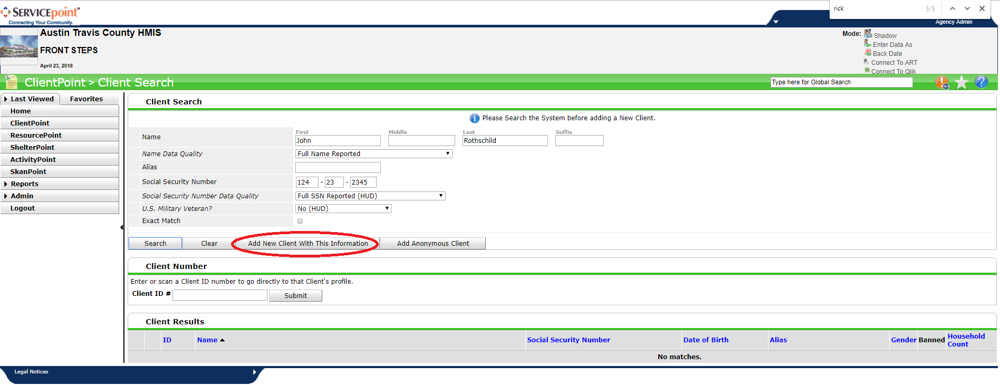 SERVICEpoint
Connecting Your Community.
rick 5/5
Agency Admin
Austin Travis County HMIS
FRONT STEPS
April 23, 2018
Mode: Shadow
Enter Data As
Back Date
Connect To ART
Connect To Qlik
ClientPoint > Client Search
Type here for Global Search
9+
?
Last Viewed Favorites
Home
ClientPoint
ResourcePoint
ShelterPoint
ActivityPoint
SkanPoint
Reports
Admin
Logout
Client Search
Please Search the System before adding a New Client.
First Middle Last Suffix
Name John Rothschild
Name Data Quality Full Name Reported
Alias
Social Security Number 124 - 23 - 2345
Social Security Number Data Quality Full SSN Reported (HUD)
U.S. Military Veteran? No (HUD)
Exact Match
Search Clear Add New Client With This Information Add Anonymous Client
Client Number
Enter or scan a Client ID number to go directly to that Client's profile.
Client ID # Submit
Client Results
ID Name Social Security Number Date of Birth Alias Gender Banned Household Count
No matches.
Legal Notices